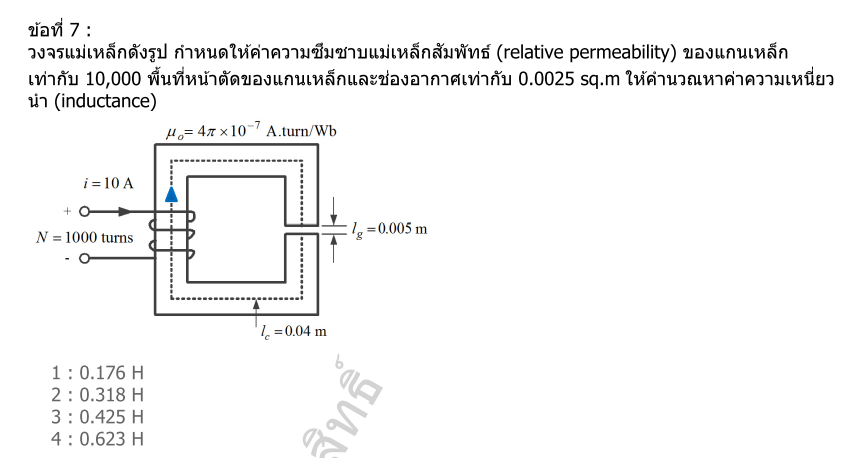 ข้อที่ 7 :
วงจรแม่เหล็กดังรูป กำหนดให้ค่าความซึมซาบแม่เหล็กสัมพัทธ์ (relative permeability) ของแกนเหล็ก
เท่ากับ 10,000 พื้นที่หน้าตัดของแกนเหล็กและช่องอากาศเท่ากับ 0.0025 sq.m ให้คำนวณหาค่าความเหนี่ยว
นำ (inductance)
μₒ= 4π ×10⁻⁷ A.turn/Wb
i = 10 A
+
N = 1000 turns
-
l_g = 0.005 m
l_c = 0.04 m
1 : 0.176 H
2 : 0.318 H
3 : 0.425 H
4 : 0.623 H
สิทธิ์